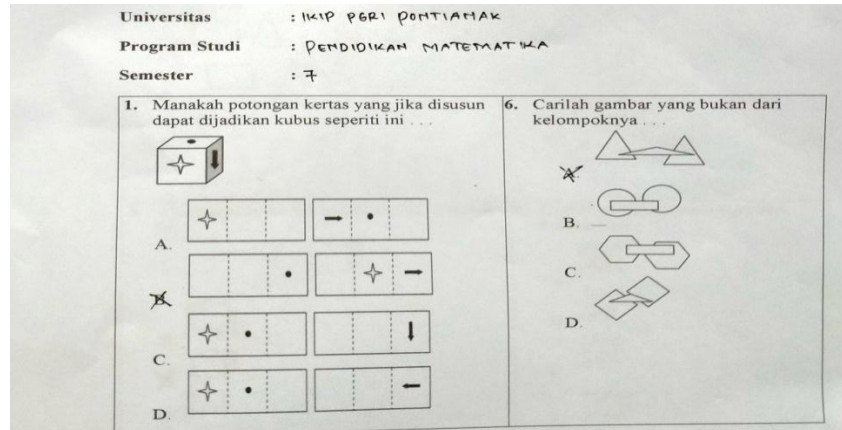 Universitas : IKIP PGRI PONTIANAK
Program Studi : PENDIDIKAN MATEMATIKA
Semester : 7
1. Manakah potongan kertas yang jika disusun
dapat dijadikan kubus seperiti ini . . .
A.
B.
C.
D.
6. Carilah gambar yang bukan dari
kelompoknya . . .
A.
B.
C.
D.